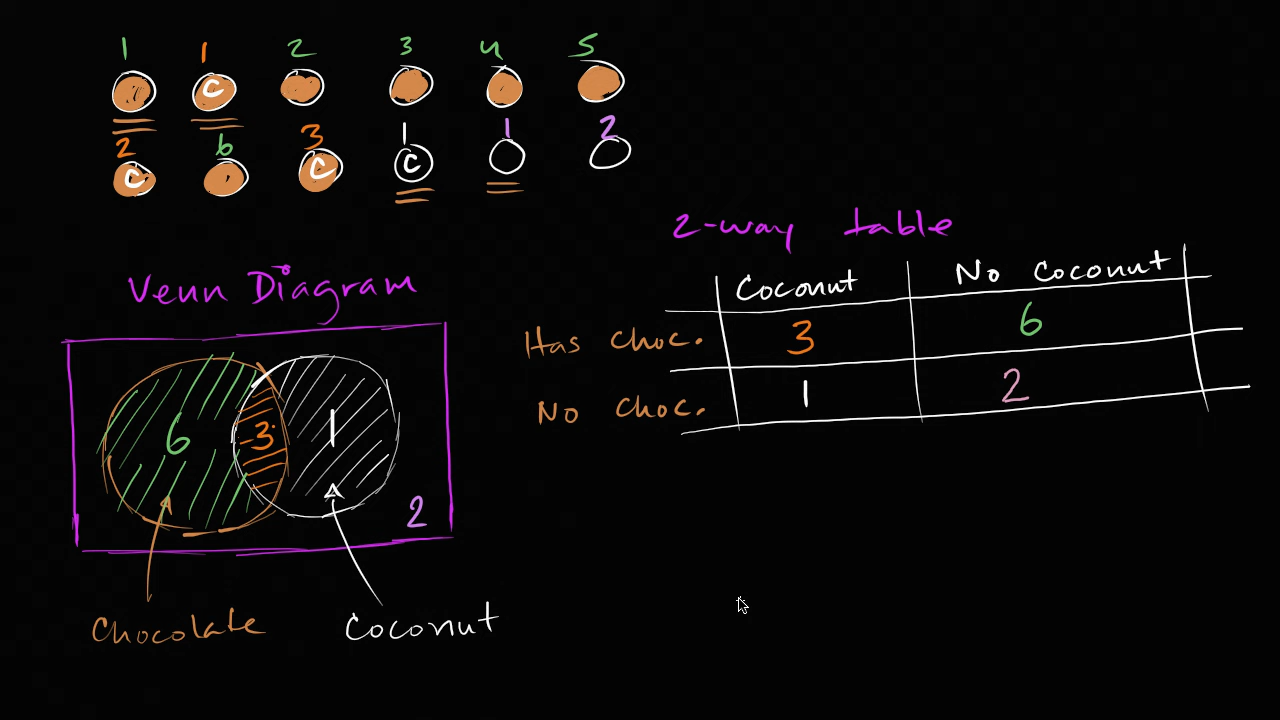 1 1 2 3 4 5
C
2 6 3 1 1 2
C C C
2-way table
Coconut No Coconut
Venn Diagram
Has Choc. 3 6
No Choc. 1 2
6 3 1
2
Chocolate Coconut